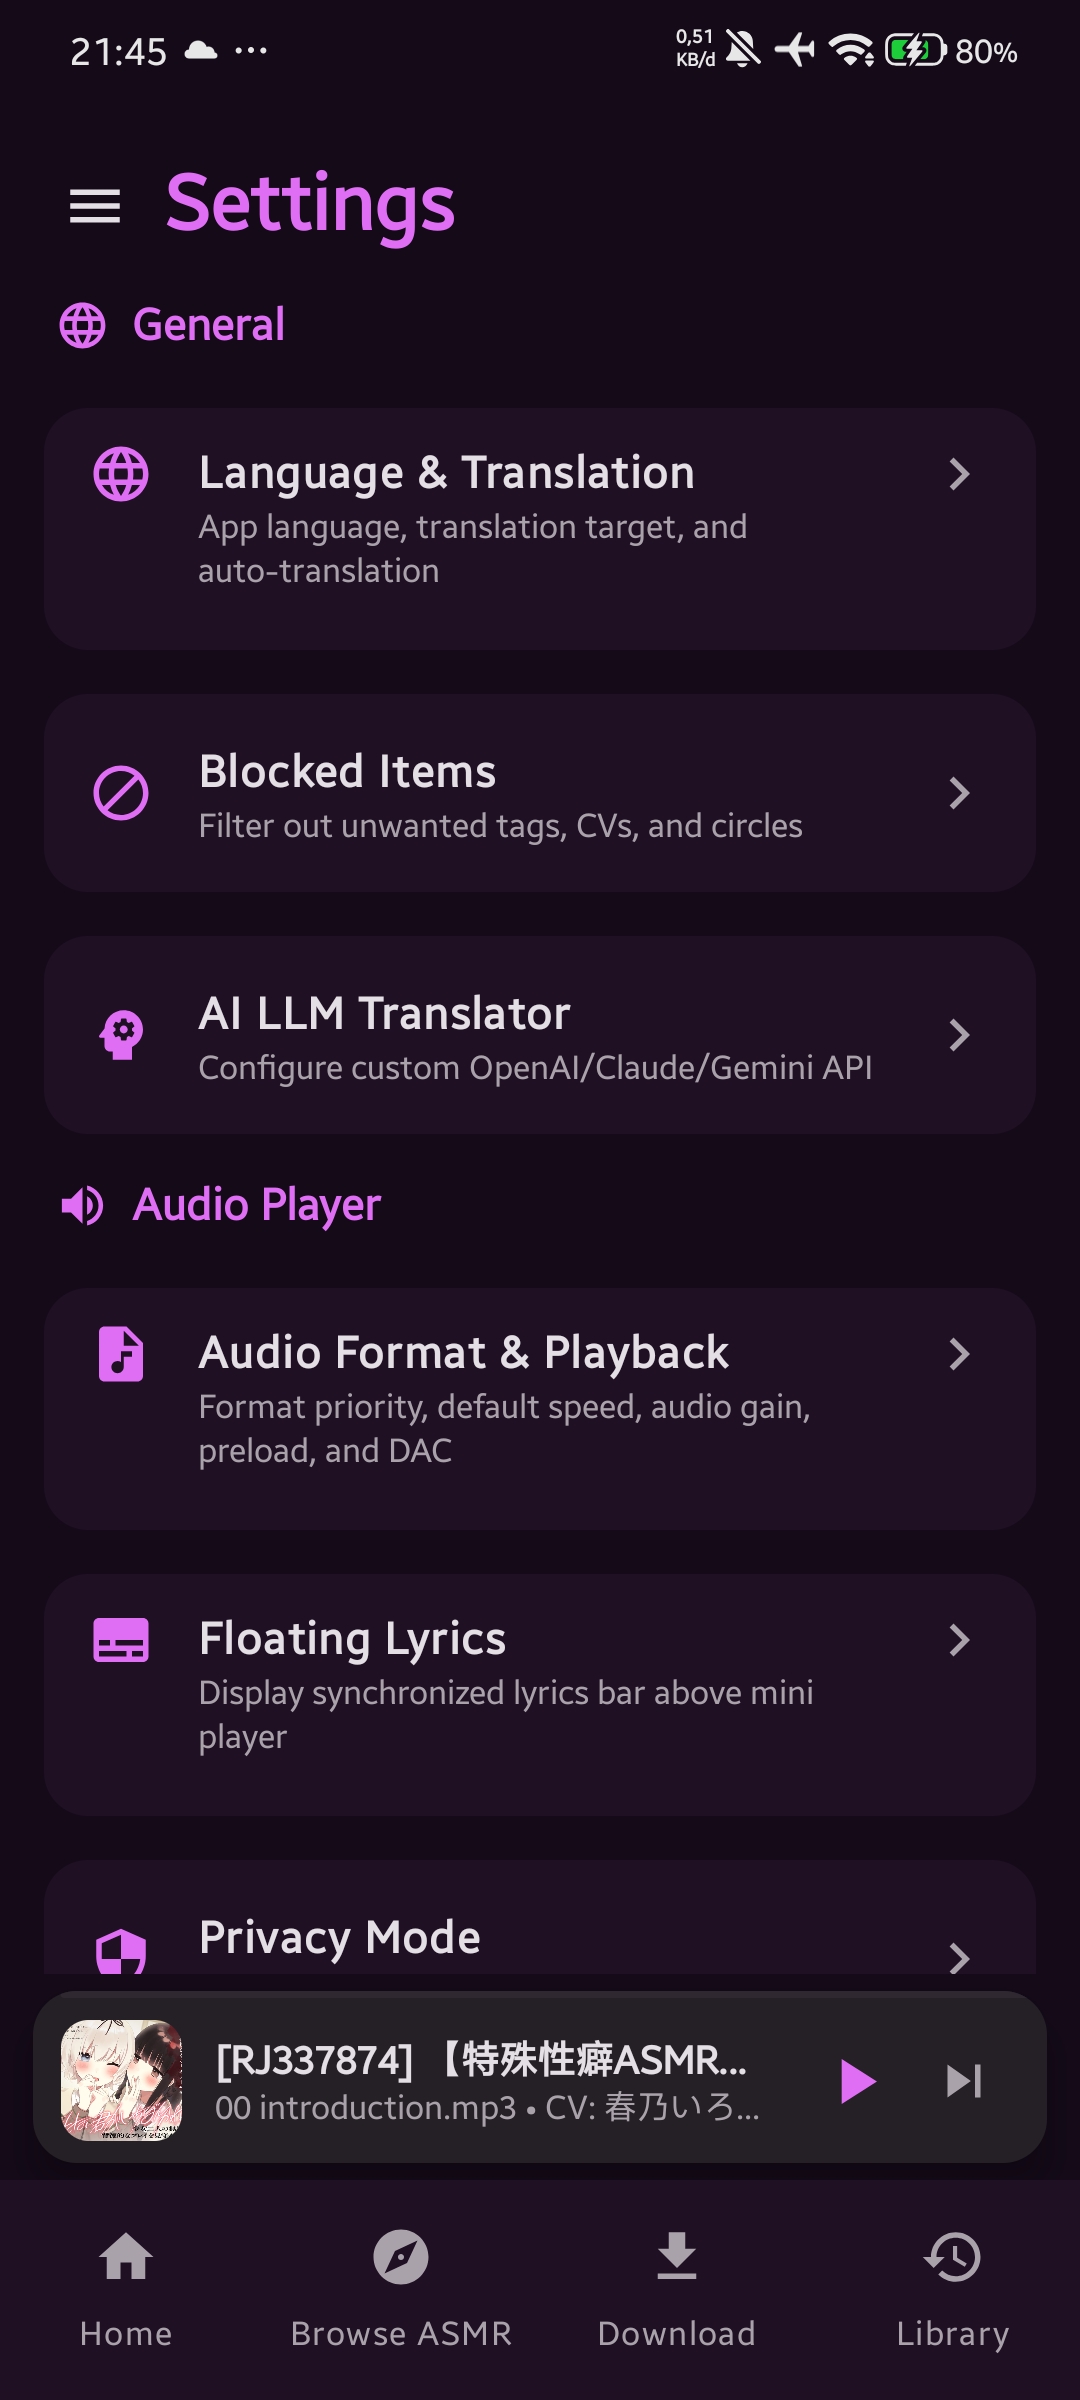 21:45
0,51
KB/d
80%
Settings
General
Language & Translation
App language, translation target, and
auto-translation
Blocked Items
Filter out unwanted tags, CVs, and circles
AI LLM Translator
Configure custom OpenAI/Claude/Gemini API
Audio Player
Audio Format & Playback
Format priority, default speed, audio gain,
preload, and DAC
Floating Lyrics
Display synchronized lyrics bar above mini
player
Privacy Mode
[RJ337874] 【特殊性癖ASMR...
00 introduction.mp3 • CV: 春乃いろ...
Home
Browse ASMR
Download
Library